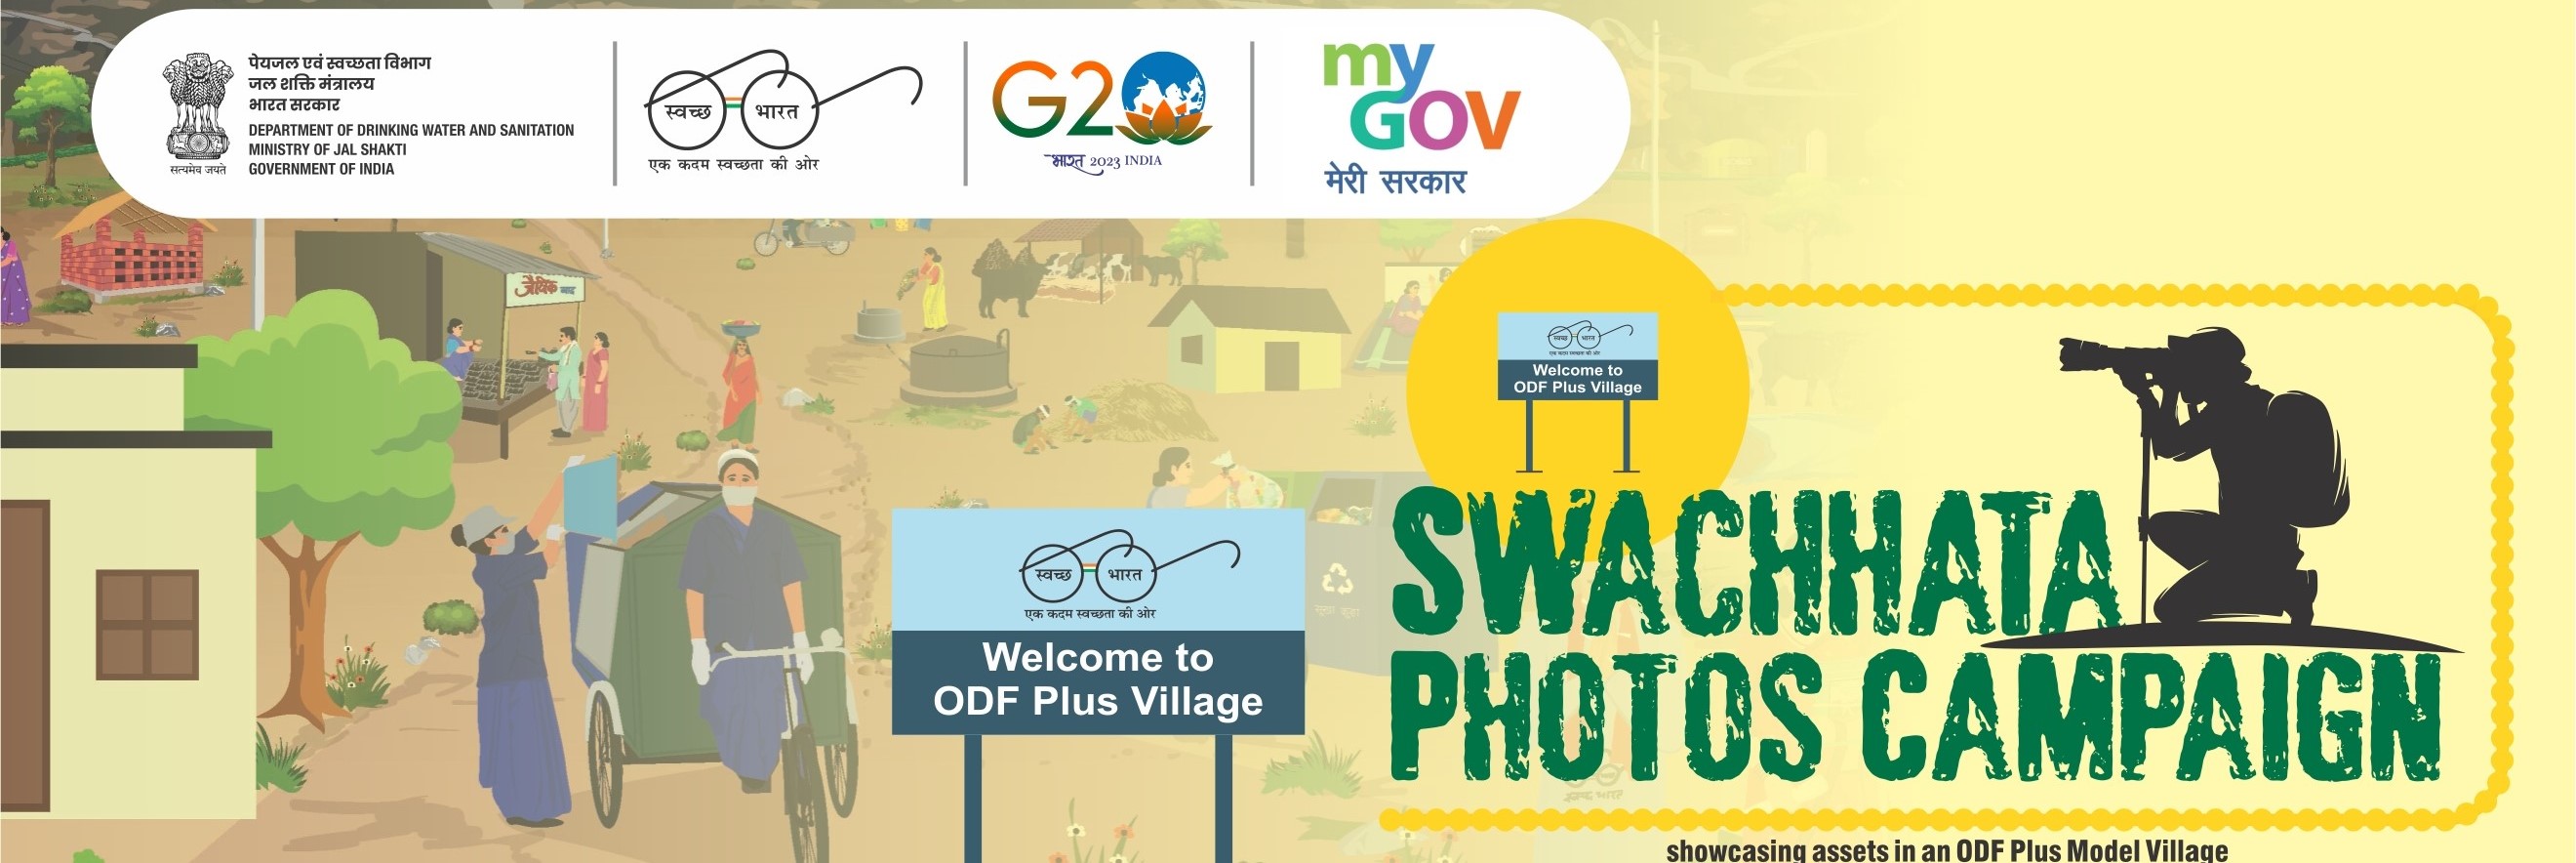 पेयजल एवं स्वच्छता विभाग
जल शक्ति मंत्रालय
भारत सरकार
DEPARTMENT OF DRINKING WATER AND SANITATION
MINISTRY OF JAL SHAKTI
GOVERNMENT OF INDIA
सत्यमेव जयते
स्वच्छ भारत
एक कदम स्वच्छता की ओर
G20
भारत 2023 INDIA
my
GOV
मेरी सरकार
जैविक खाद
स्वच्छ भारत
एक कदम स्वच्छता की ओर
Welcome to
ODF Plus Village
स्वच्छ भारत
एक कदम स्वच्छता की ओर
Welcome to
ODF Plus Village
सूखा कूड़ा
SWACHHATA
PHOTOS CAMPAIGN
स्वच्छ भारत
showcasing assets in an ODF Plus Model Village